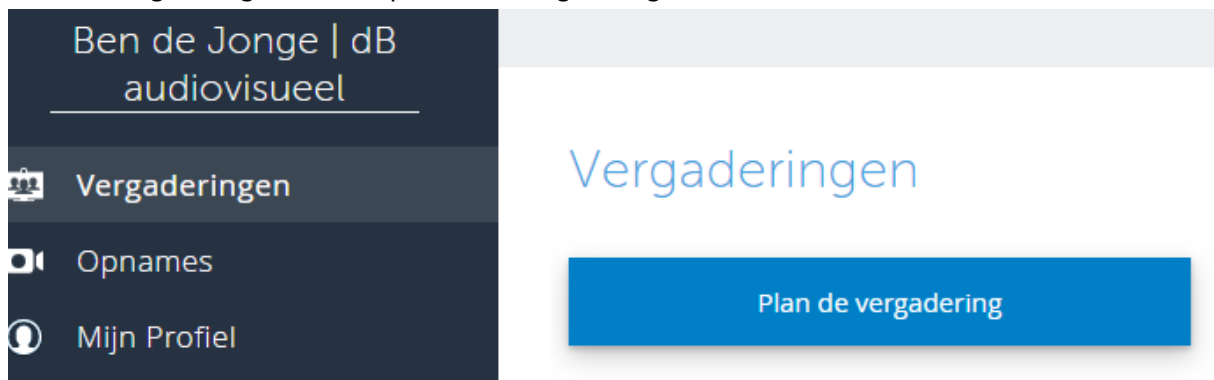 Ben de Jonge | dB
audiovisueel
Vergaderingen
Opnames
Mijn Profiel
Vergaderingen
Plan de vergadering